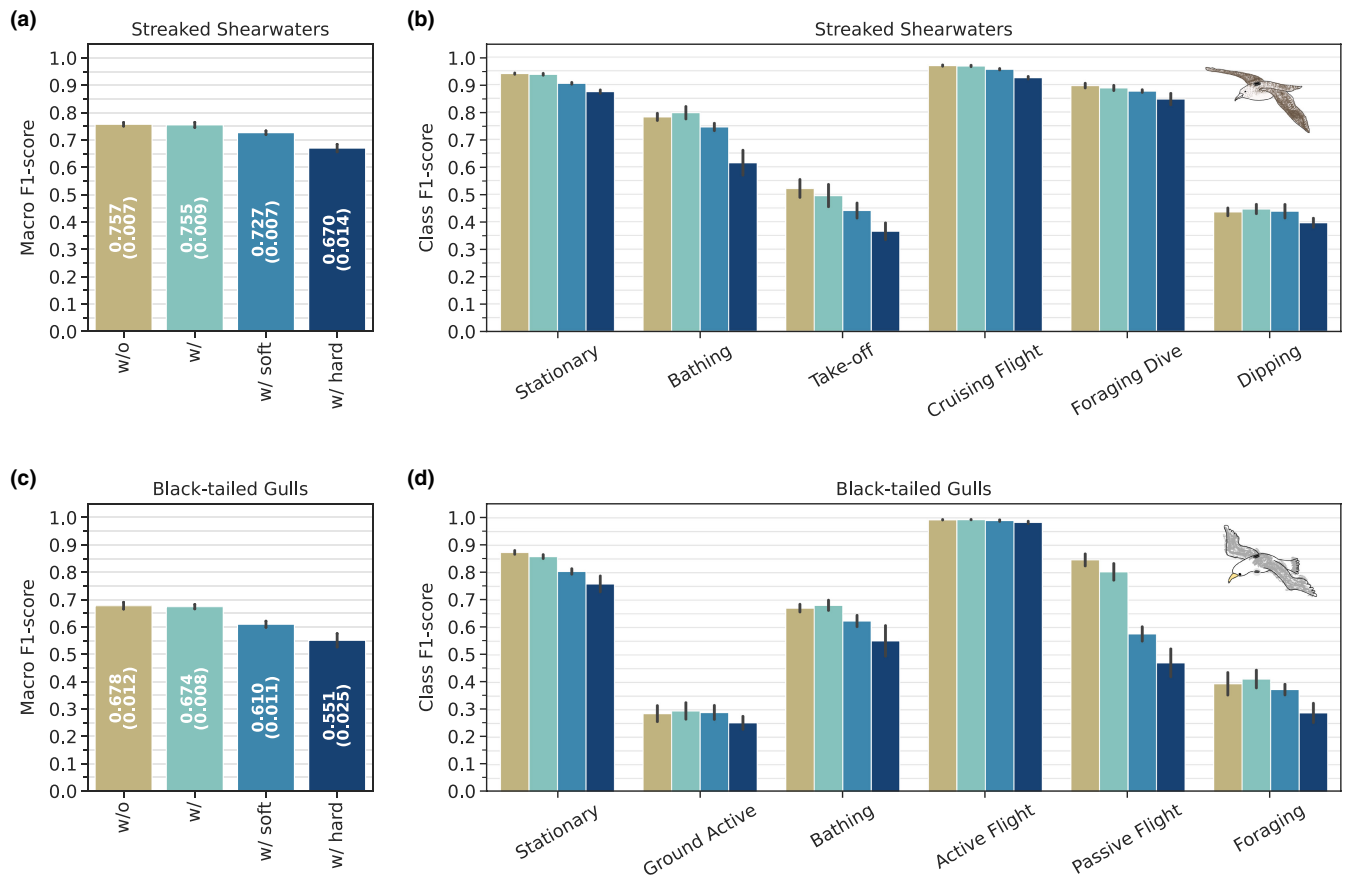 (a)
Streaked Shearwaters
Macro F1-score
1.0
0.9
0.8
0.7
0.6
0.5
0.4
0.3
0.2
0.1
0.0
0.757
(0.007)
0.755
(0.009)
0.727
(0.007)
0.670
(0.014)
w/o
w/
w/ soft
w/ hard
(b)
Streaked Shearwaters
Class F1-score
1.0
0.9
0.8
0.7
0.6
0.5
0.4
0.3
0.2
0.1
0.0
Stationary
Bathing
Take-off
Cruising Flight
Foraging Dive
Dipping
(c)
Black-tailed Gulls
Macro F1-score
1.0
0.9
0.8
0.7
0.6
0.5
0.4
0.3
0.2
0.1
0.0
0.678
(0.012)
0.674
(0.008)
0.610
(0.011)
0.551
(0.025)
w/o
w/
w/ soft
w/ hard
(d)
Black-tailed Gulls
Class F1-score
1.0
0.9
0.8
0.7
0.6
0.5
0.4
0.3
0.2
0.1
0.0
Stationary
Ground Active
Bathing
Active Flight
Passive Flight
Foraging